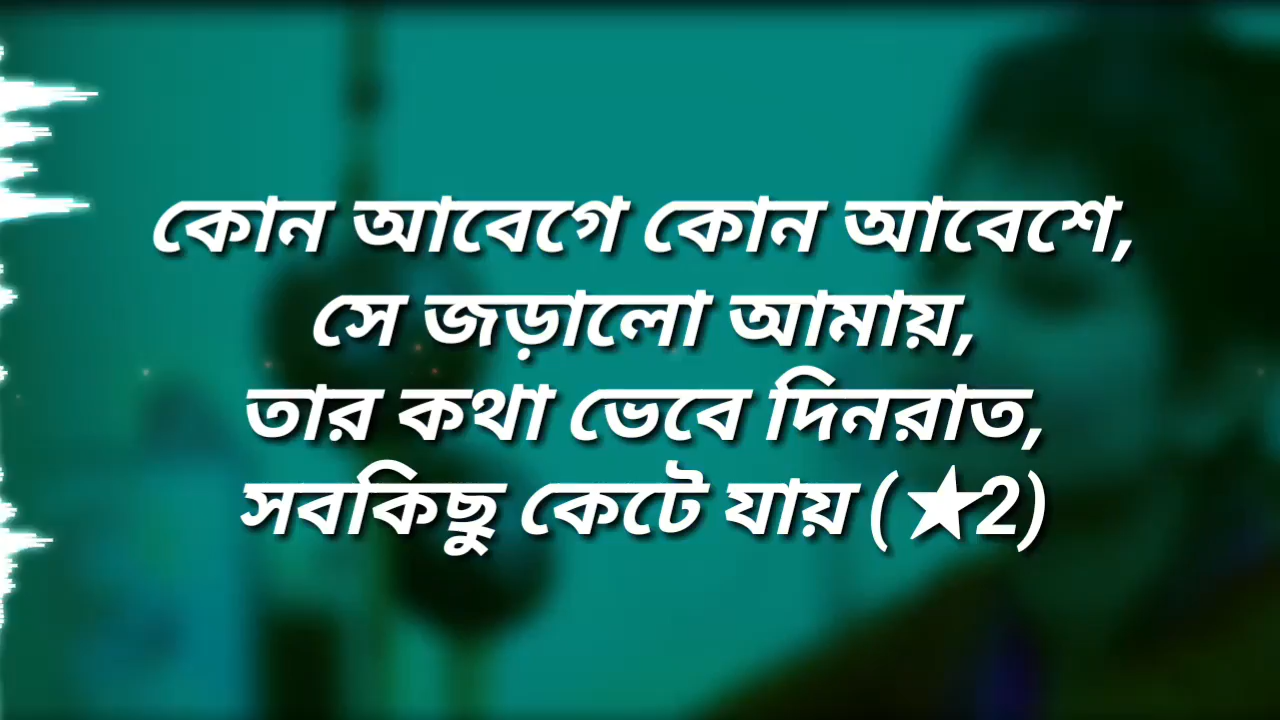 কোন আবেগে কোন আবেশে,
সে জড়ালো আমায়,
তার কথা ভেবে দিনরাত,
সবকিছু কেটে যায় (★2)